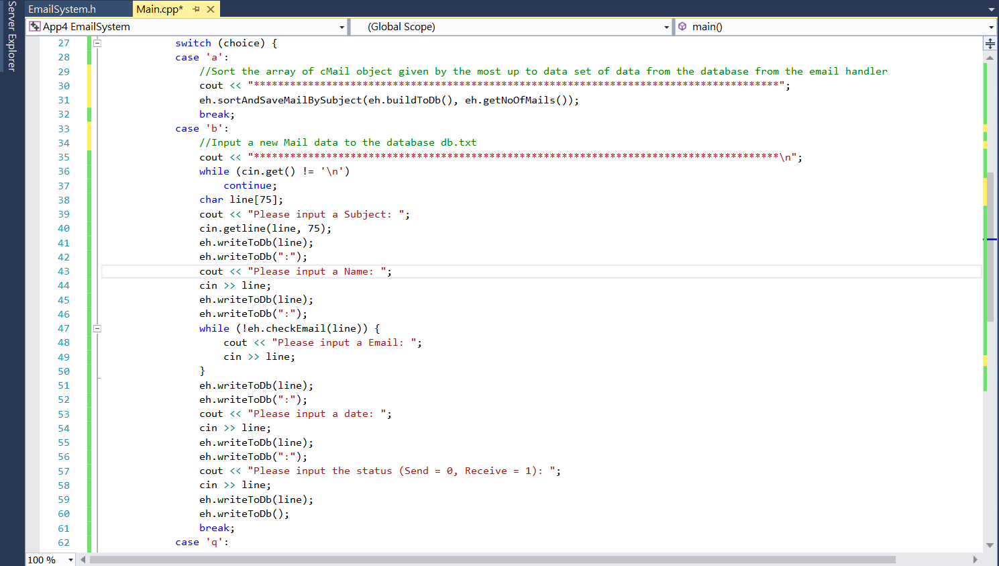 Server Explorer
EmailSystem.h
Main.cpp*
App4 EmailSystem
(Global Scope)
main()
27 switch (choice) {
28 case 'a':
29 //Sort the array of cMail object given by the most up to data set of data from the database from the email handler
30 cout << "***************************************************************************************";
31 eh.sortAndSaveMailBySubject(eh.buildToDb(), eh.getNoOfMails());
32 break;
33 case 'b':
34 //Input a new Mail data to the database db.txt
35 cout << "***************************************************************************************\n";
36 while (cin.get() != '\n')
37 continue;
38 char line[75];
39 cout << "Please input a Subject: ";
40 cin.getline(line, 75);
41 eh.writeToDb(line);
42 eh.writeToDb(":");
43 cout << "Please input a Name: ";
44 cin >> line;
45 eh.writeToDb(line);
46 eh.writeToDb(":");
47 while (!eh.checkEmail(line)) {
48 cout << "Please input a Email: ";
49 cin >> line;
50 }
51 eh.writeToDb(line);
52 eh.writeToDb(":");
53 cout << "Please input a date: ";
54 cin >> line;
55 eh.writeToDb(line);
56 eh.writeToDb(":");
57 cout << "Please input the status (Send = 0, Receive = 1): ";
58 cin >> line;
59 eh.writeToDb(line);
60 eh.writeToDb();
61 break;
62 case 'q':
100 %